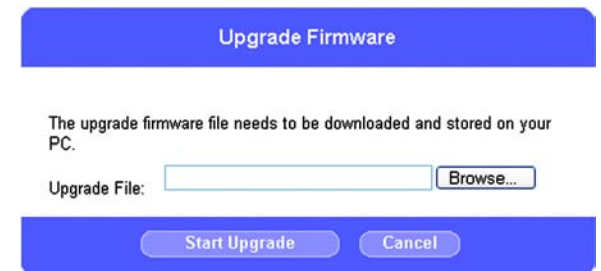 Upgrade Firmware
The upgrade firmware file needs to be downloaded and stored on your
PC.
Upgrade File:
Browse...
Start Upgrade
Cancel